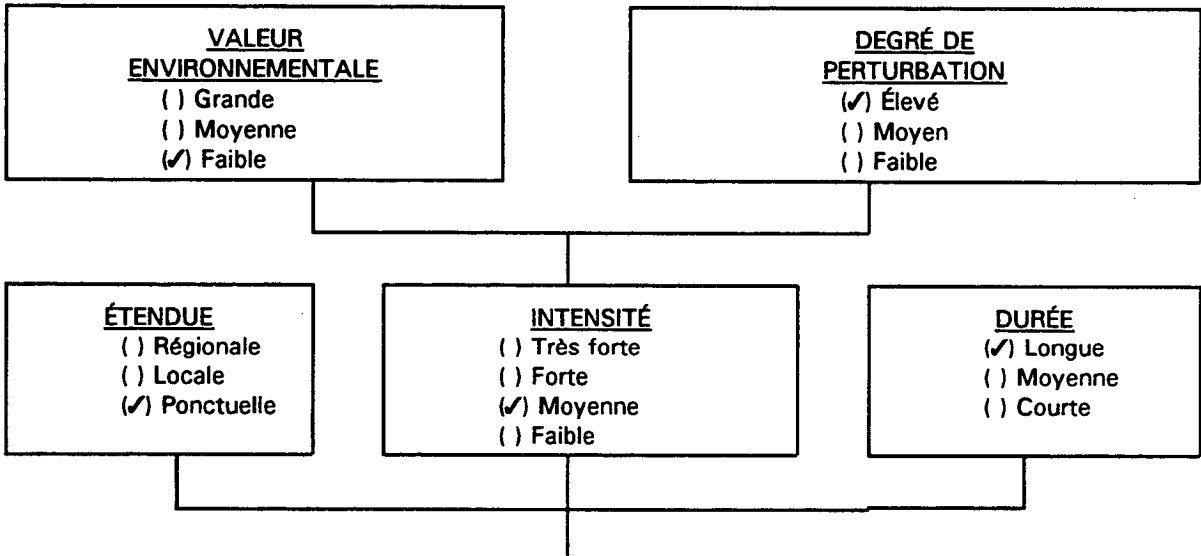 VALEUR
ENVIRONNEMENTALE
( ) Grande
( ) Moyenne
(✓) Faible
DEGRÉ DE
PERTURBATION
(✓) Élevé
( ) Moyen
( ) Faible
ÉTENDUE
( ) Régionale
( ) Locale
(✓) Ponctuelle
INTENSITÉ
( ) Très forte
( ) Forte
(✓) Moyenne
( ) Faible
DURÉE
(✓) Longue
( ) Moyenne
( ) Courte